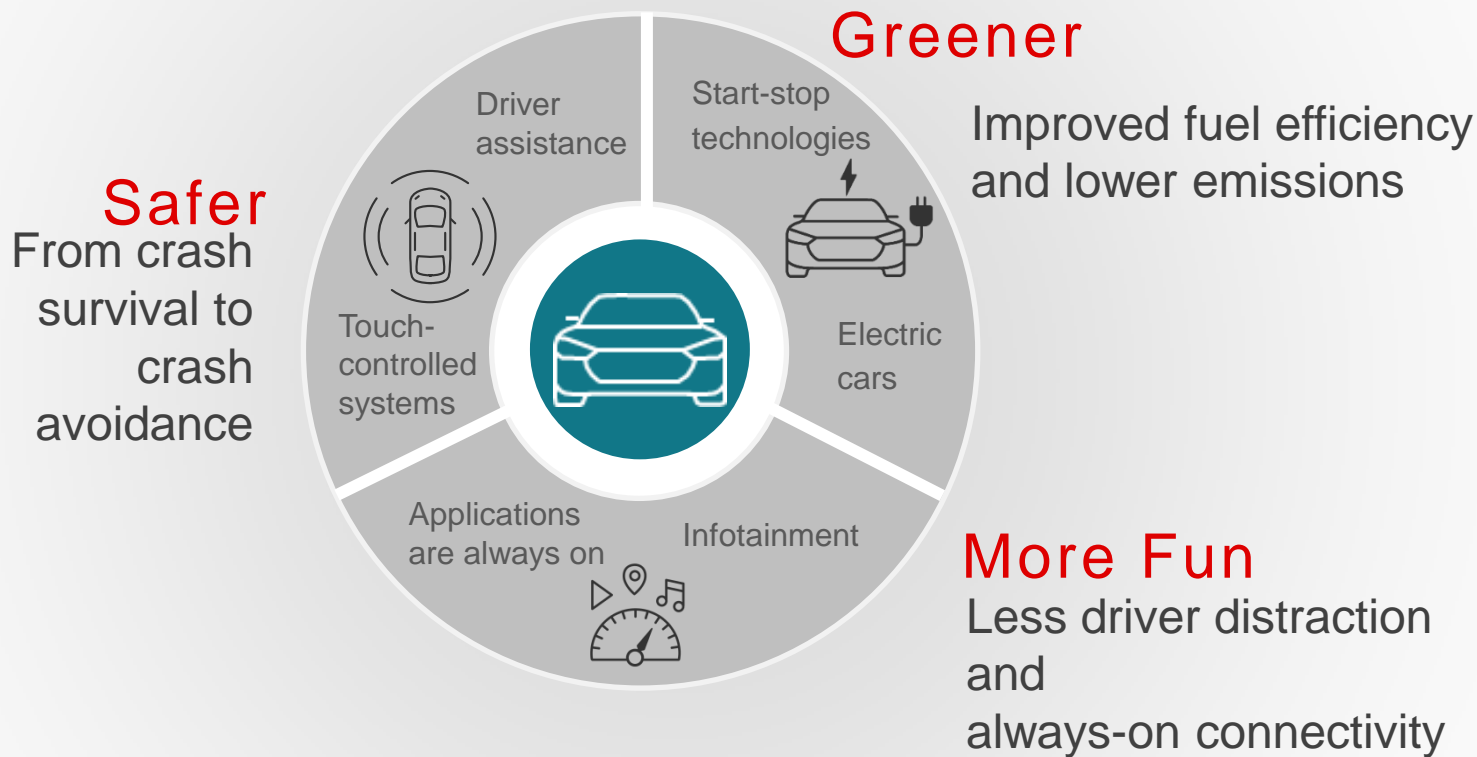 Greener
Start-stop
technologies
Improved fuel efficiency
and lower emissions
Electric
cars
Driver
assistance
Safer
From crash
survival to
crash
avoidance
Touch-
controlled
systems
Applications
are always on
Infotainment
More Fun
Less driver distraction
and
always-on connectivity